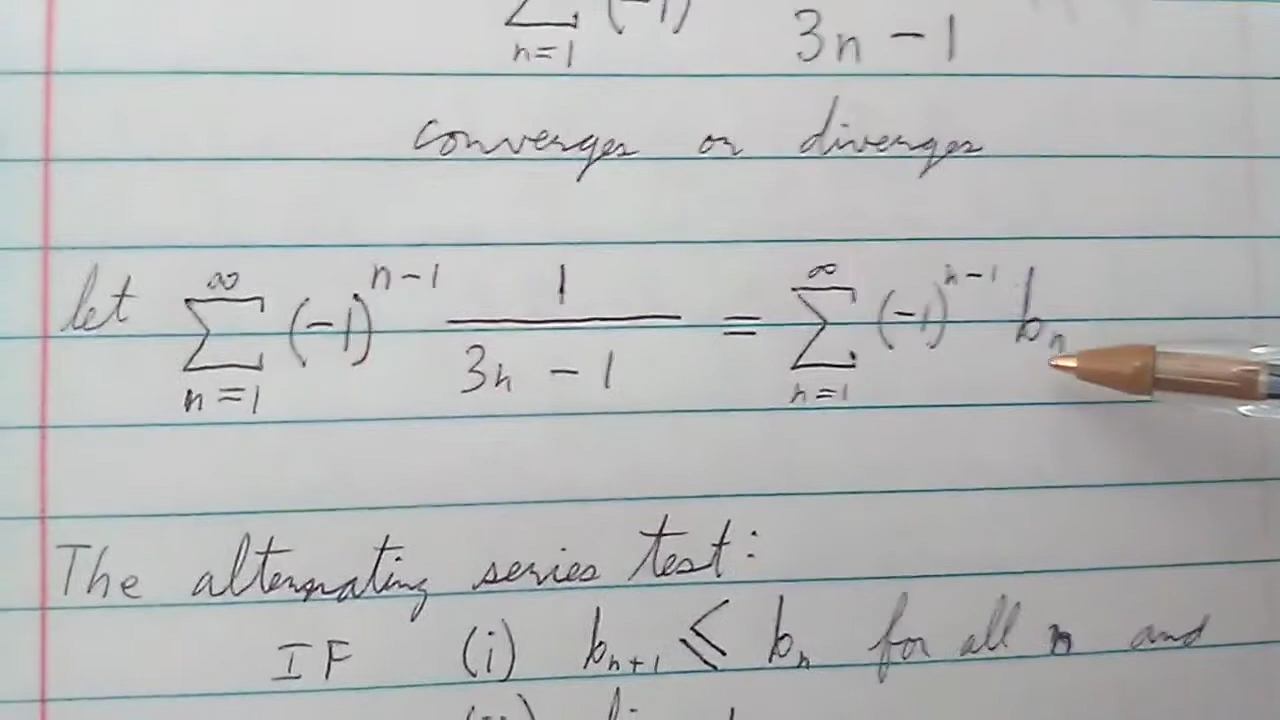 ∑ n=1 (-1) 3n - 1
converges or diverges
let ∑_{n=1}^{∞} (-1)^{n-1} 1/(3n - 1) = ∑_{n=1}^{∞} (-1)^{n-1} b_n
The alternating series test:
IF (i) b_{n+1} ≤ b_n for all n and